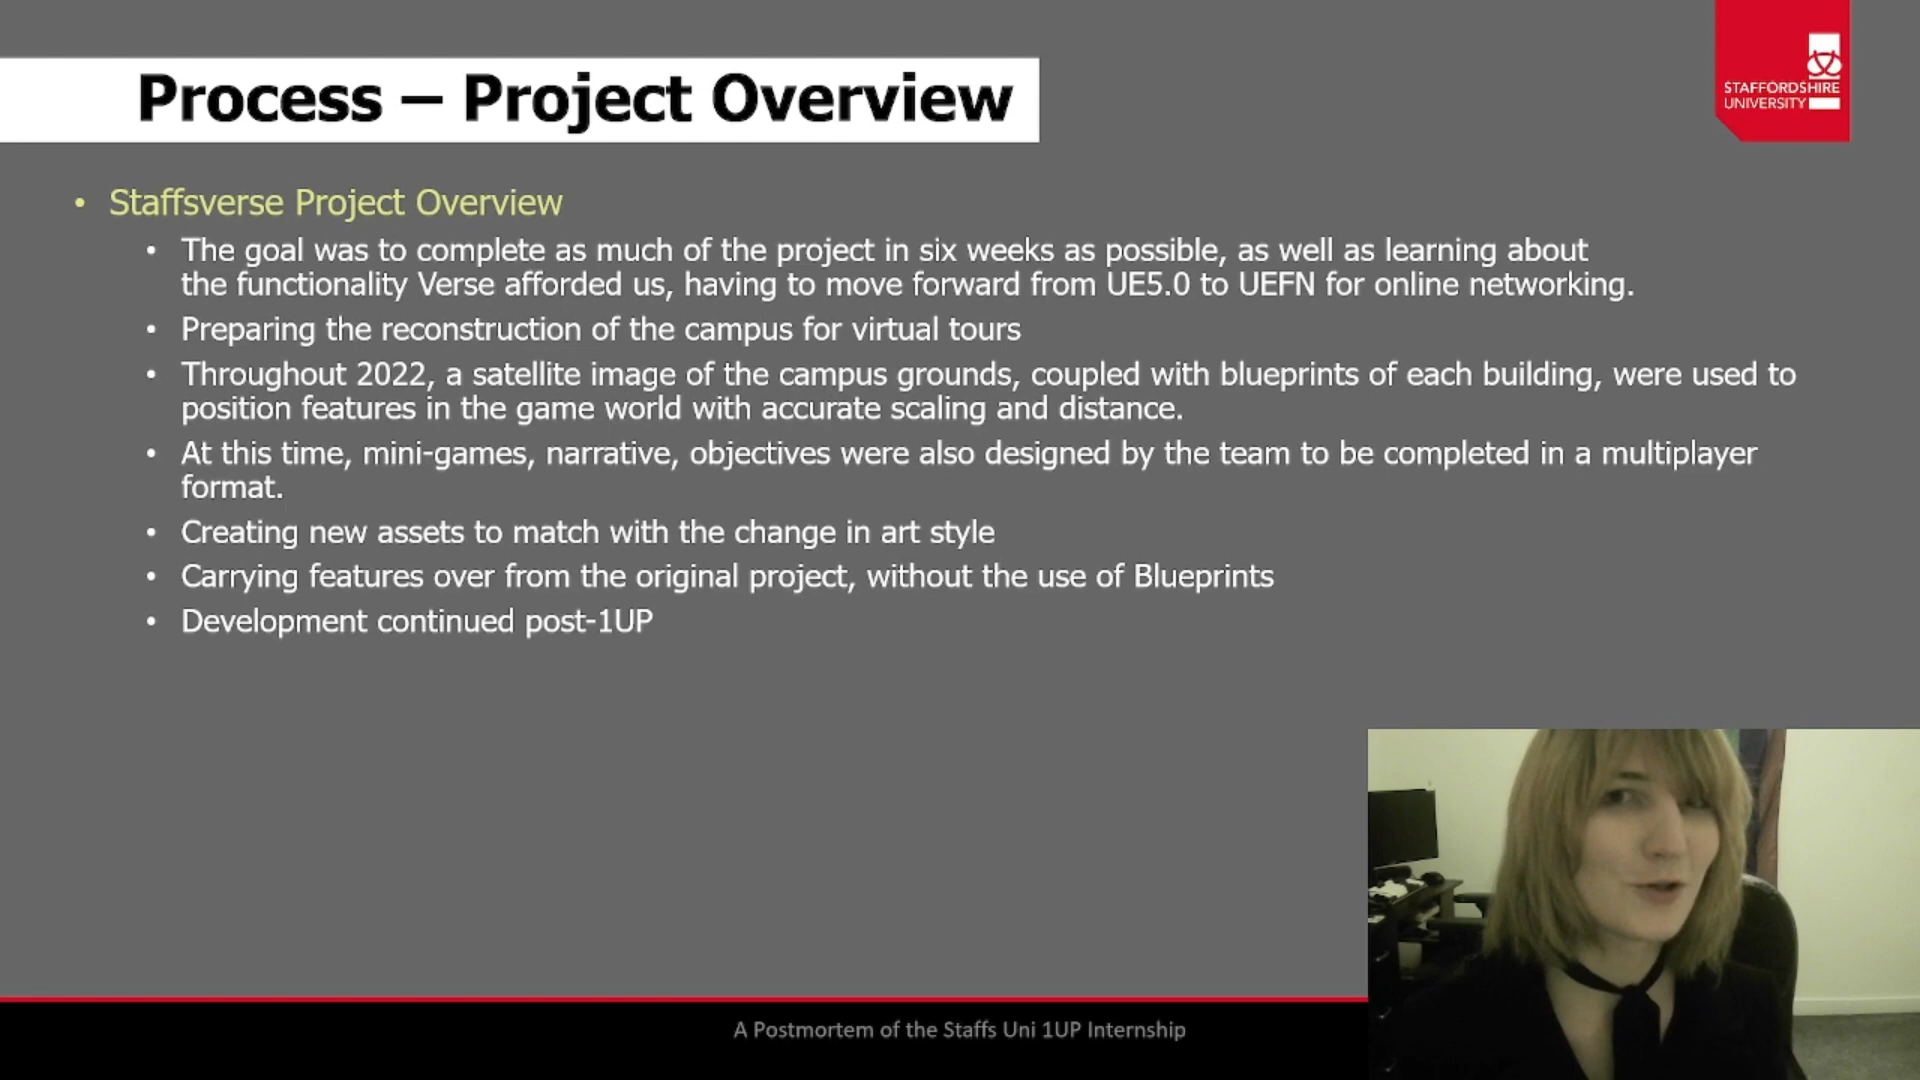 Process – Project Overview
STAFFORDSHIRE
UNIVERSITY
• Staffsverse Project Overview
• The goal was to complete as much of the project in six weeks as possible, as well as learning about
the functionality Verse afforded us, having to move forward from UE5.0 to UEFN for online networking.
• Preparing the reconstruction of the campus for virtual tours
• Throughout 2022, a satellite image of the campus grounds, coupled with blueprints of each building, were used to
position features in the game world with accurate scaling and distance.
• At this time, mini-games, narrative, objectives were also designed by the team to be completed in a multiplayer
format.
• Creating new assets to match with the change in art style
• Carrying features over from the original project, without the use of Blueprints
• Development continued post-1UP
A Postmortem of the Staffs Uni 1UP Internship